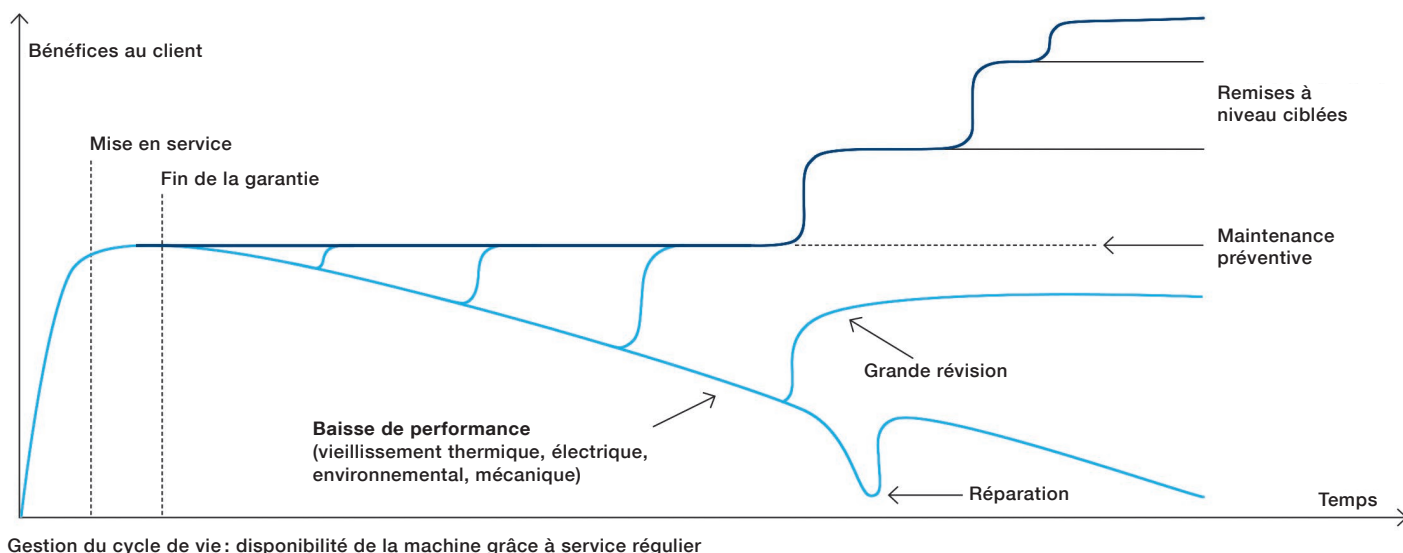 Bénéfices au client
Mise en service
Fin de la garantie
Remises à
niveau ciblées
Maintenance
préventive
Grande révision
Baisse de performance
(vieillissement thermique, électrique,
environnemental, mécanique)
Réparation
Temps
Gestion du cycle de vie : disponibilité de la machine grâce à service régulier